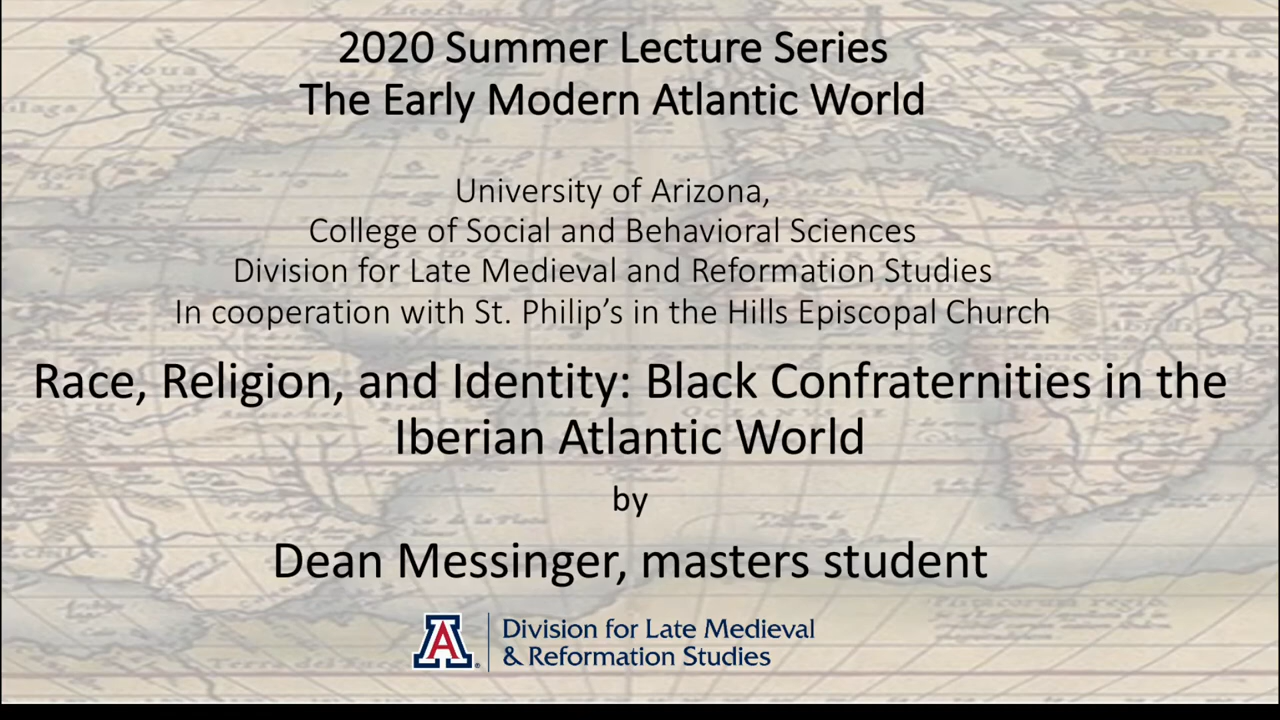 2020 Summer Lecture Series
The Early Modern Atlantic World
University of Arizona,
College of Social and Behavioral Sciences
Division for Late Medieval and Reformation Studies
In cooperation with St. Philip’s in the Hills Episcopal Church
Race, Religion, and Identity: Black Confraternities in the
Iberian Atlantic World
by
Dean Messinger, masters student
A
Division for Late Medieval
& Reformation Studies